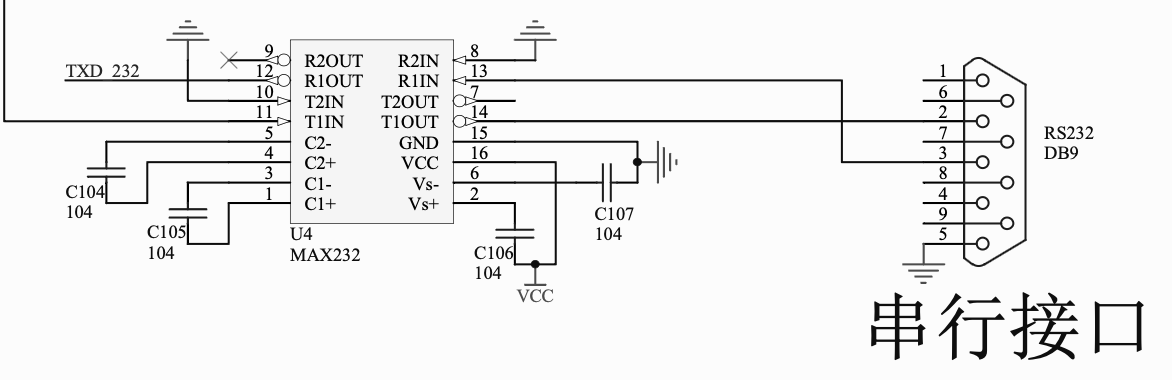 TXD 232
9
12
10
11
5
4
3
1
R2OUT
R1OUT
T2IN
T1IN
C2-
C2+
C1-
C1+
R2IN
R1IN
T2OUT
T1OUT
GND
VCC
Vs-
Vs+
8
13
7
14
15
16
6
2
C104
104
C105
104
U4
MAX232
C106
104
C107
104
VCC
1
6
2
7
3
8
4
9
5
RS232
DB9
串行接口